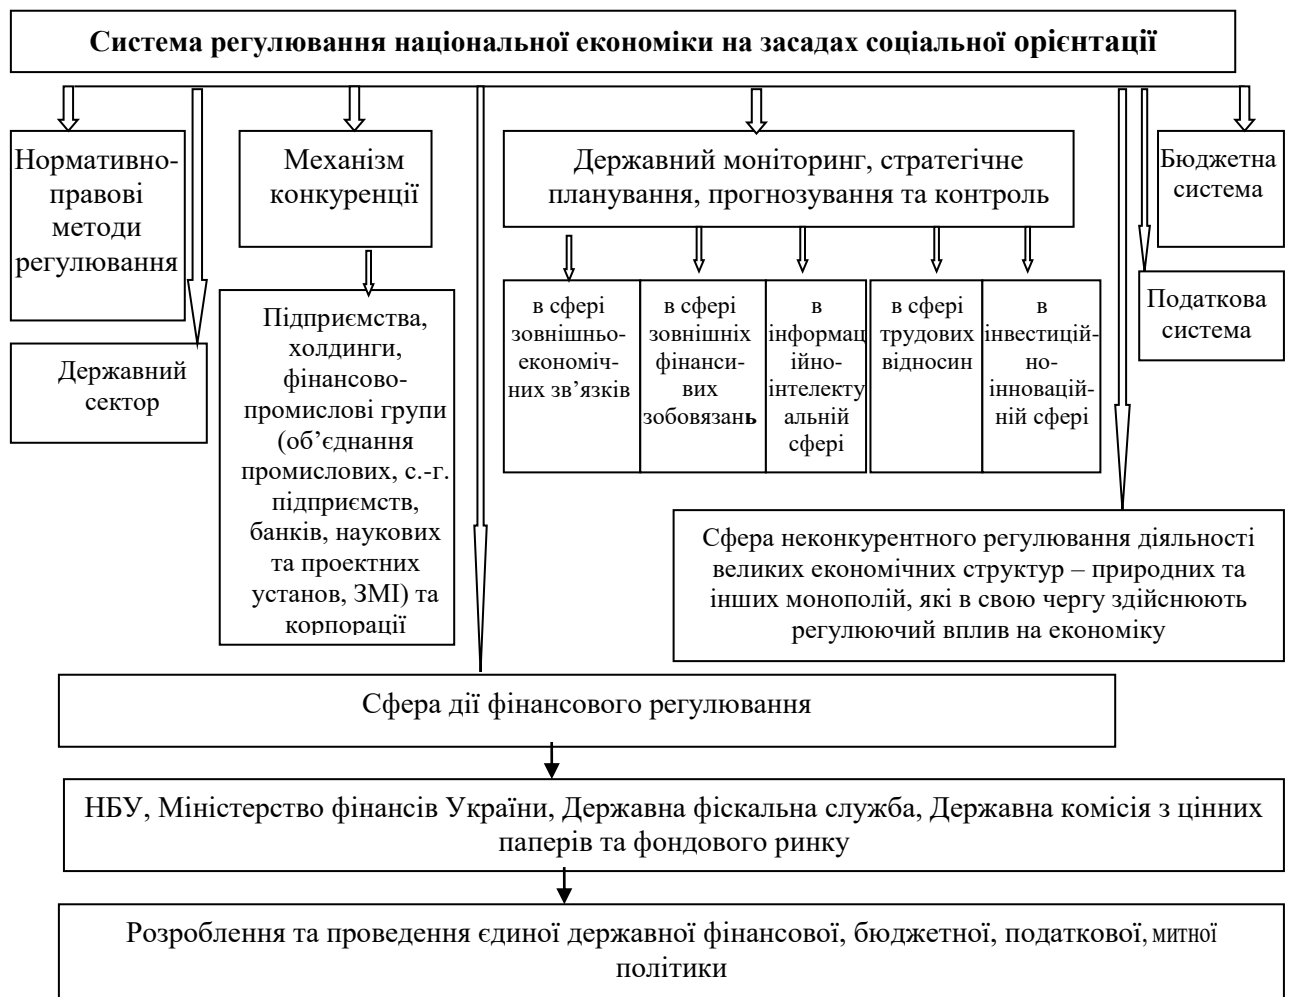 Система регулювання національної економіки на засадах соціальної орієнтації
Нормативно-
правові
методи
регулювання
Механізм
конкуренції
Державний моніторинг, стратегічне
планування, прогнозування та контроль
Бюджетна
система
Податкова
система
Державний
сектор
Підприємства,
холдинги,
фінансово-
промислові групи
(об’єднання
промислових, с.-г.
підприємств,
банків, наукових
та проектних
установ, ЗМІ) та
корпорації
в сфері
зовнішньо-
економіч-
них зв’язків
в сфері
зовнішніх
фінанси-
вих
зобовязань
в
інформац
ійно-
інтелекту
альній
сфері
в сфері
трудових
відносин
в
інвестицій-
но-
інноваці́й-
ній сфері
Сфера неконкурентного регулювання діяльності
великих економічних структур – природних та
інших монополій, які в свою чергу здійснюють
регулюючий вплив на економіку
Сфера дії фінансового регулювання
НБУ, Міністерство фінансів України, Державна фіскальна служба, Державна комісія з цінних
паперів та фондового ринку
Розроблення та проведення єдиної державної фінансової, бюджетної, податкової, митної
політики